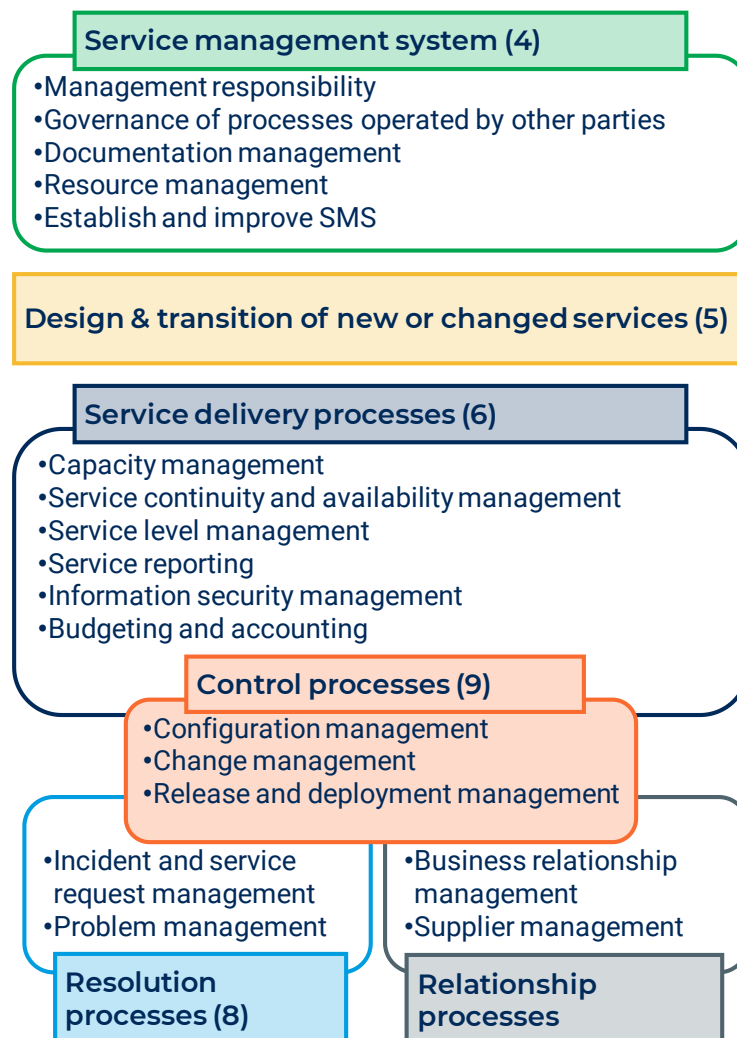 Service management system (4)
•Management responsibility
•Governance of processes operated by other parties
•Documentation management
•Resource management
•Establish and improve SMS
Design & transition of new or changed services (5)
Service delivery processes (6)
•Capacity management
•Service continuity and availability management
•Service level management
•Service reporting
•Information security management
•Budgeting and accounting
Control processes (9)
•Configuration management
•Change management
•Release and deployment management
•Incident and service
request management
•Problem management
Resolution
processes (8)
•Business relationship
management
•Supplier management
Relationship
processes